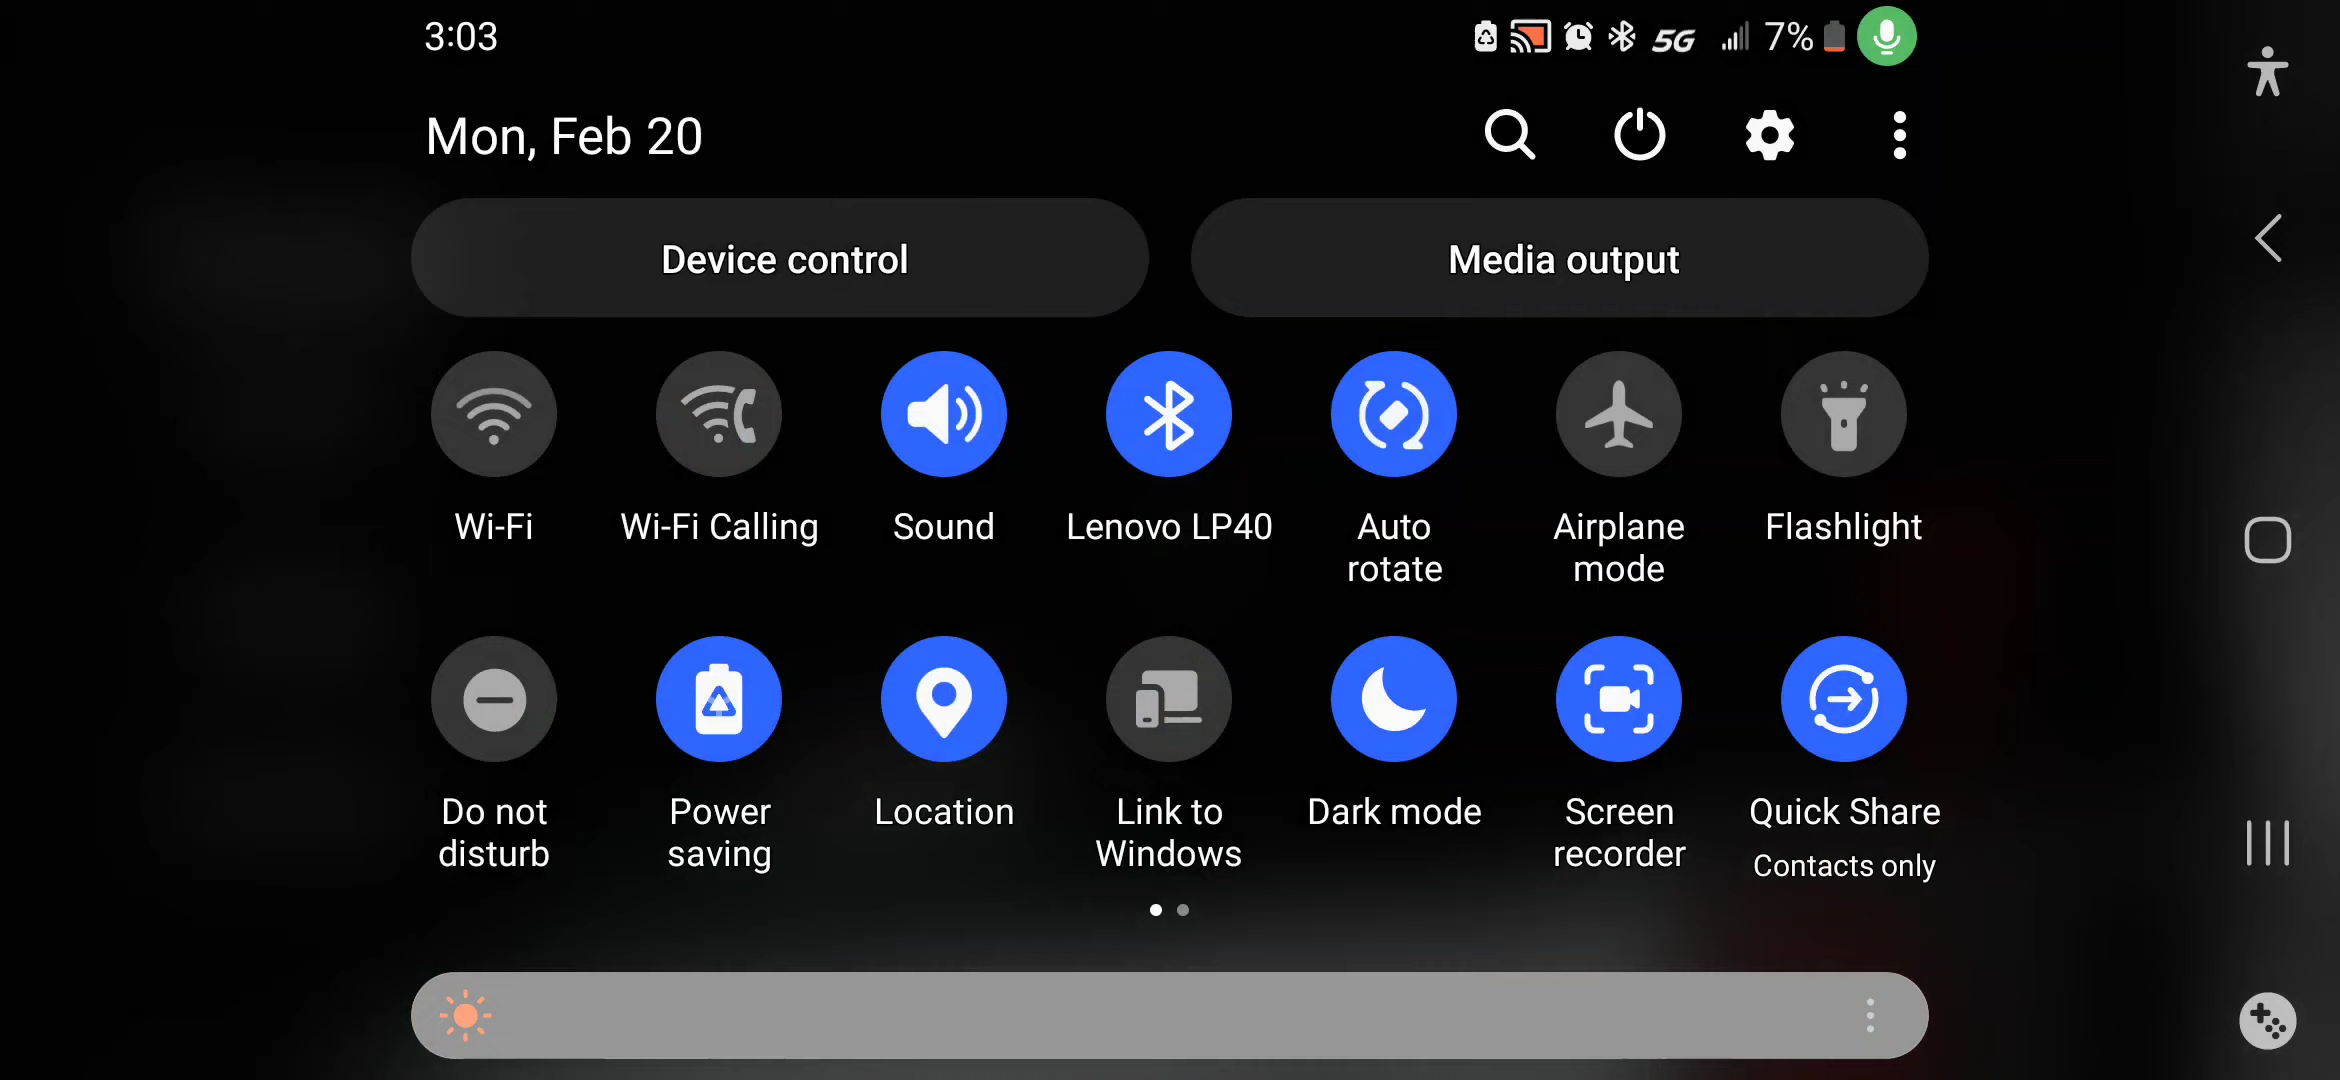 3:03
5G 7%
Mon, Feb 20
Device control
Media output
Wi-Fi
Wi-Fi Calling
Sound
Lenovo LP40
Auto
rotate
Airplane
mode
Flashlight
Do not
disturb
Power
saving
Location
Link to
Windows
Dark mode
Screen
recorder
Quick Share
Contacts only